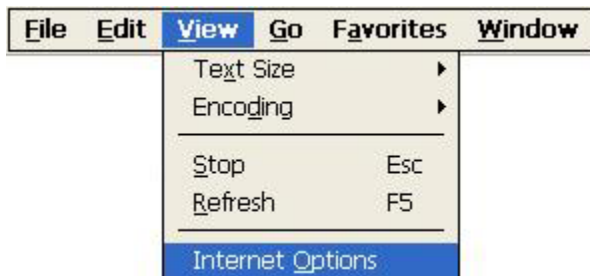 File Edit View Go Favorites Window
Text Size
Encoding
Stop Esc
Refresh F5
Internet Options